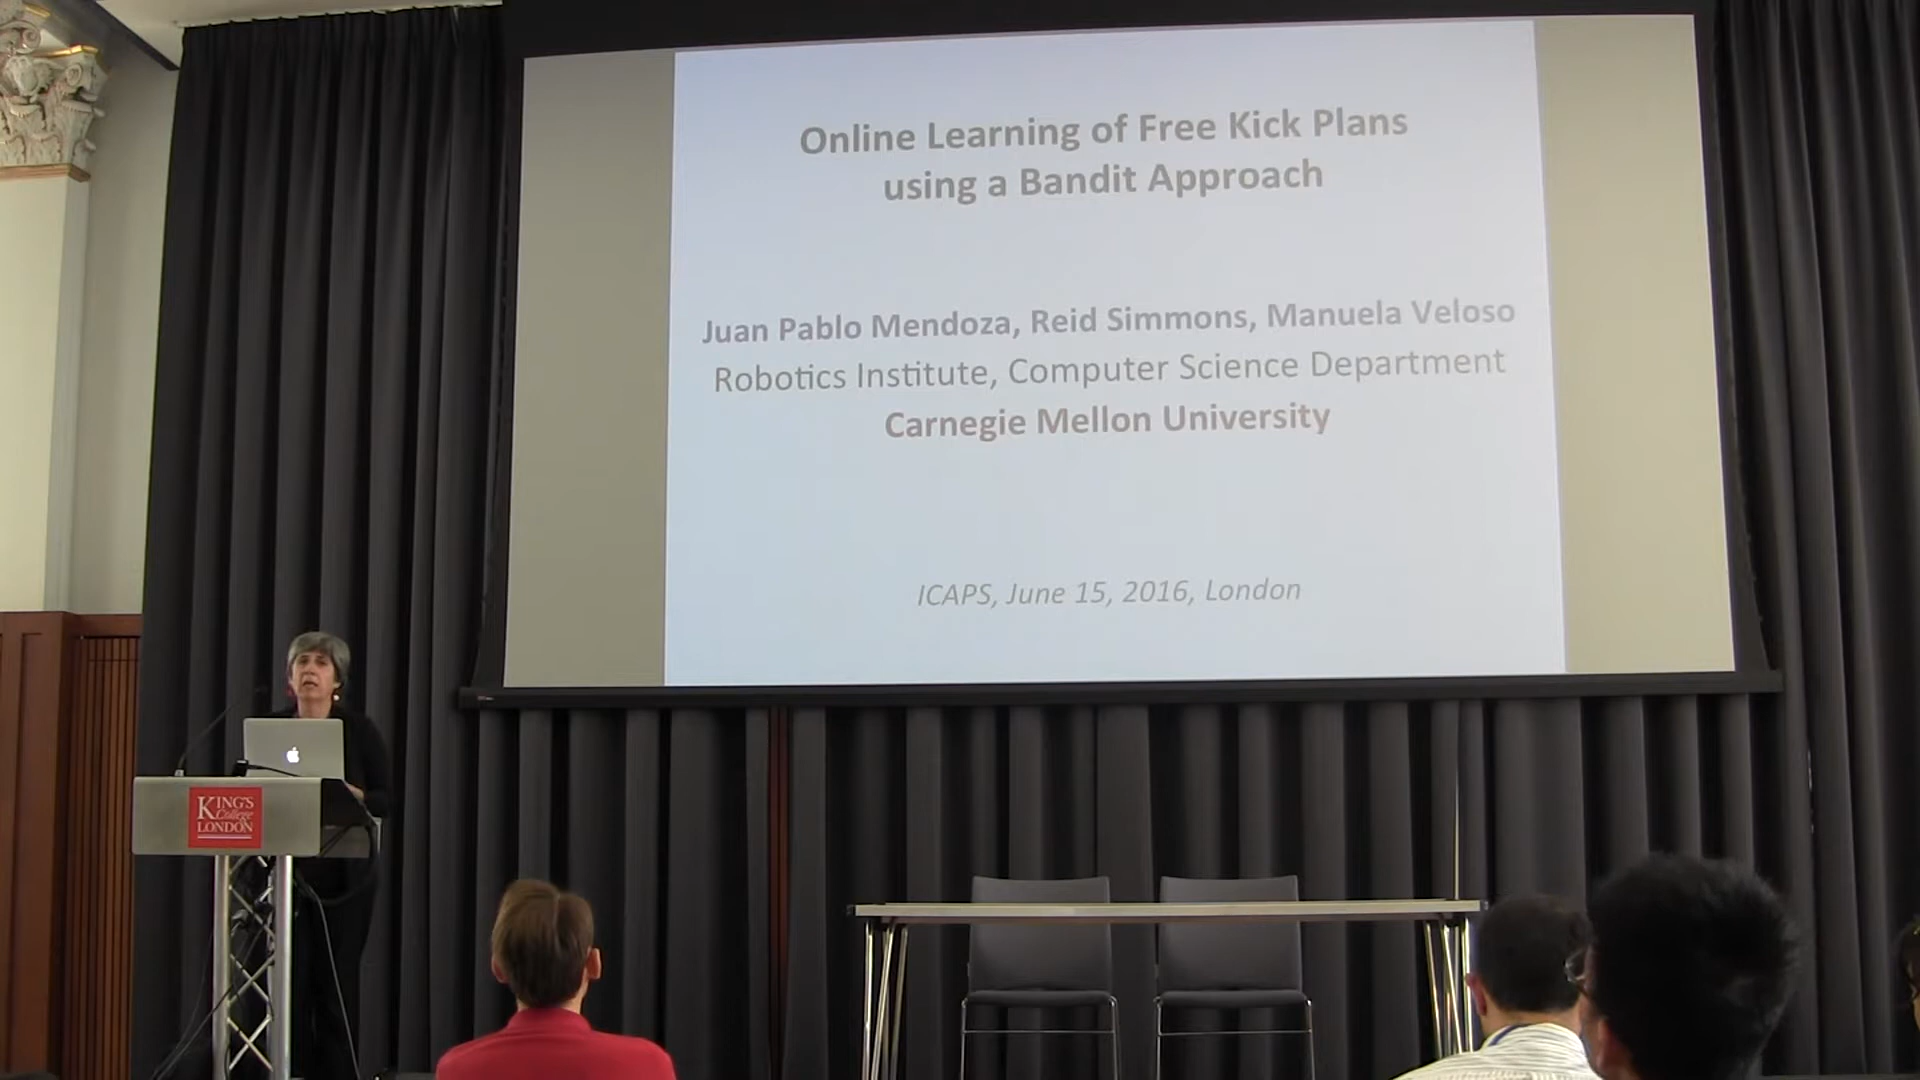 Online Learning of Free Kick Plans
using a Bandit Approach
Juan Pablo Mendoza, Reid Simmons, Manuela Veloso
Robotics Institute, Computer Science Department
Carnegie Mellon University
ICAPS, June 15, 2016, London
KING'S
College
LONDON